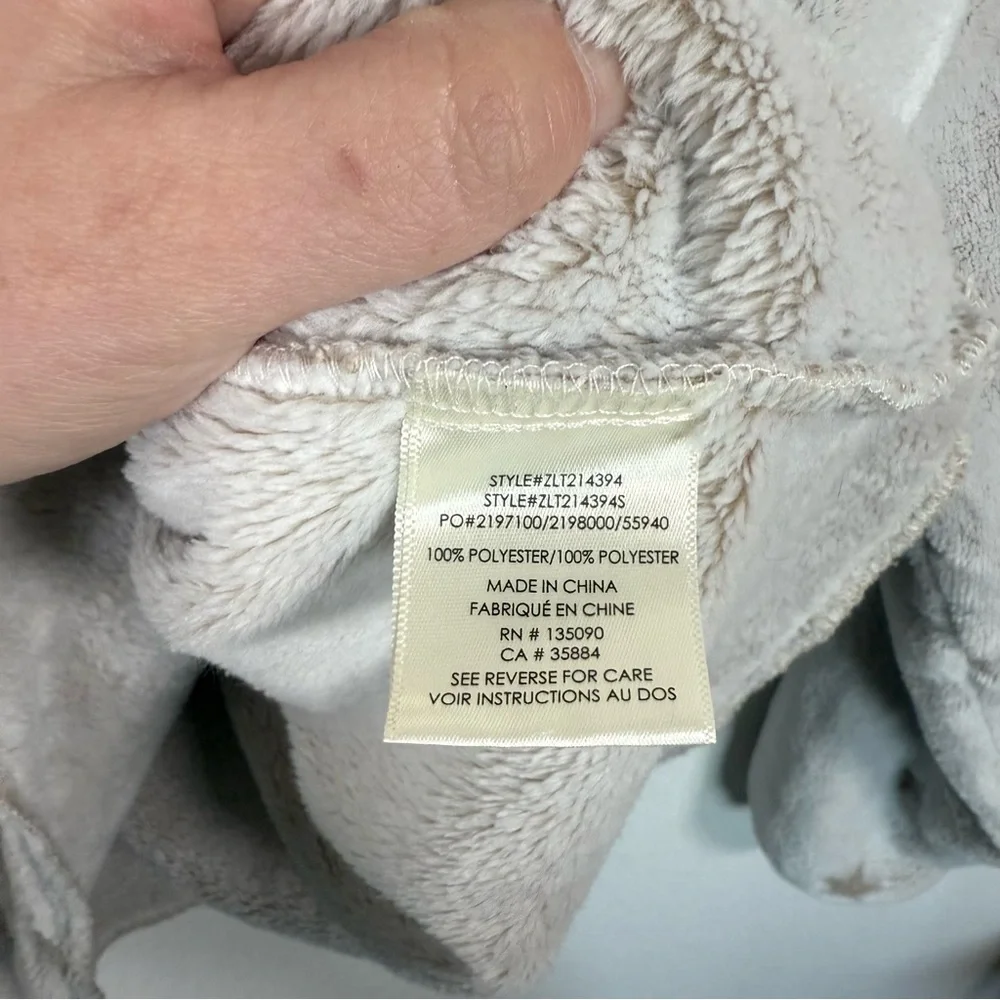 STYLE#ZLT214394
STYLE#ZLT214394S
PO#2197100/2198000/55940
100% POLYESTER/100% POLYESTER
MADE IN CHINA
FABRIQUÉ EN CHINE
RN # 135090
CA # 35884
SEE REVERSE FOR CARE
VOIR INSTRUCTIONS AU DOS